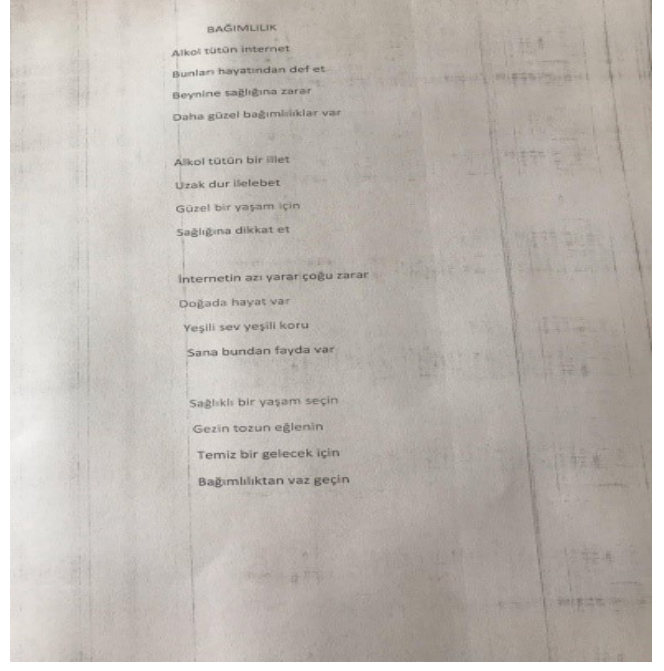 BAĞIMLILIK
Alkol tütün internet
Bunları hayatından def et
Beynine sağlığına zarar
Daha güzel bağımlılıklar var
Alkol tütün bir illet
Uzak dur ilelebet
Güzel bir yaşam için
Sağlığına dikkat et
İnternetin azı yarar çoğu zarar
Doğada hayat var
Yeşili sev yeşili koru
Sana bundan fayda var
Sağlıklı bir yaşam seçin
Gezin tozun eğlenin
Temiz bir gelecek için
Bağımlılıktan vaz geçin